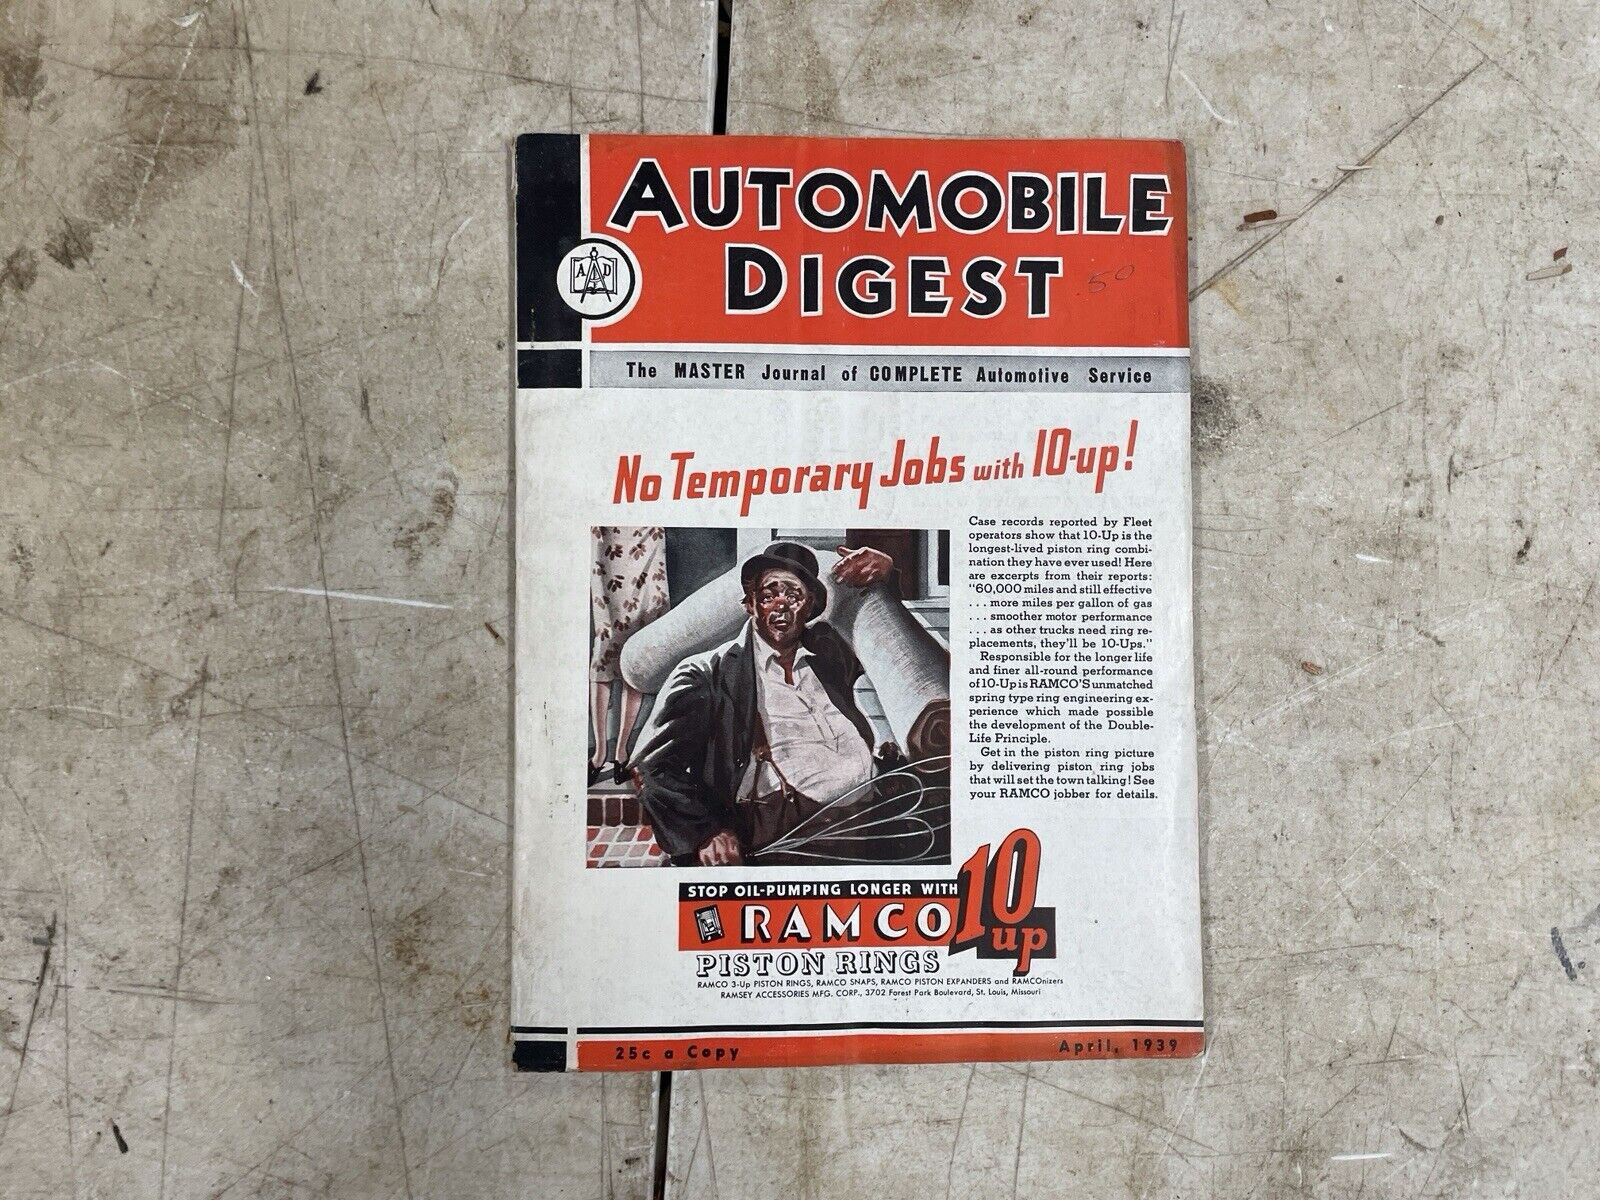 AUTOMOBILE
DIGEST
50
A D
The MASTER Journal of COMPLETE Automotive Service
No Temporary Jobs with 10-up!
Case records reported by Fleet
operators show that 10-Up is the
longest-lived piston ring combi-
nation they have ever used! Here
are excerpts from their reports:
"60,000 miles and still effective
. . . more miles per gallon of gas
. . . smoother motor performance
. . . as other trucks need ring re-
placements, they'll be 10-Ups."
Responsible for the longer life
and finer all-round performance
of 10-Up is RAMCO'S unmatched
spring type ring engineering ex-
perience which made possible
the development of the Double-
Life Principle.
Get in the piston ring picture
by delivering piston ring jobs
that will set the town talking! See
your RAMCO jobber for details.
STOP OIL-PUMPING LONGER WITH
RAMCO 10
up
PISTON RINGS
RAMCO 3-Up PISTON RINGS, RAMCO SNAPS, RAMCO PISTON EXPANDERS and RAMCOnizers
RAMSEY ACCESSORIES MFG. CORP., 3702 Forest Park Boulevard, St. Louis, Missouri
25c a Copy
April, 1939